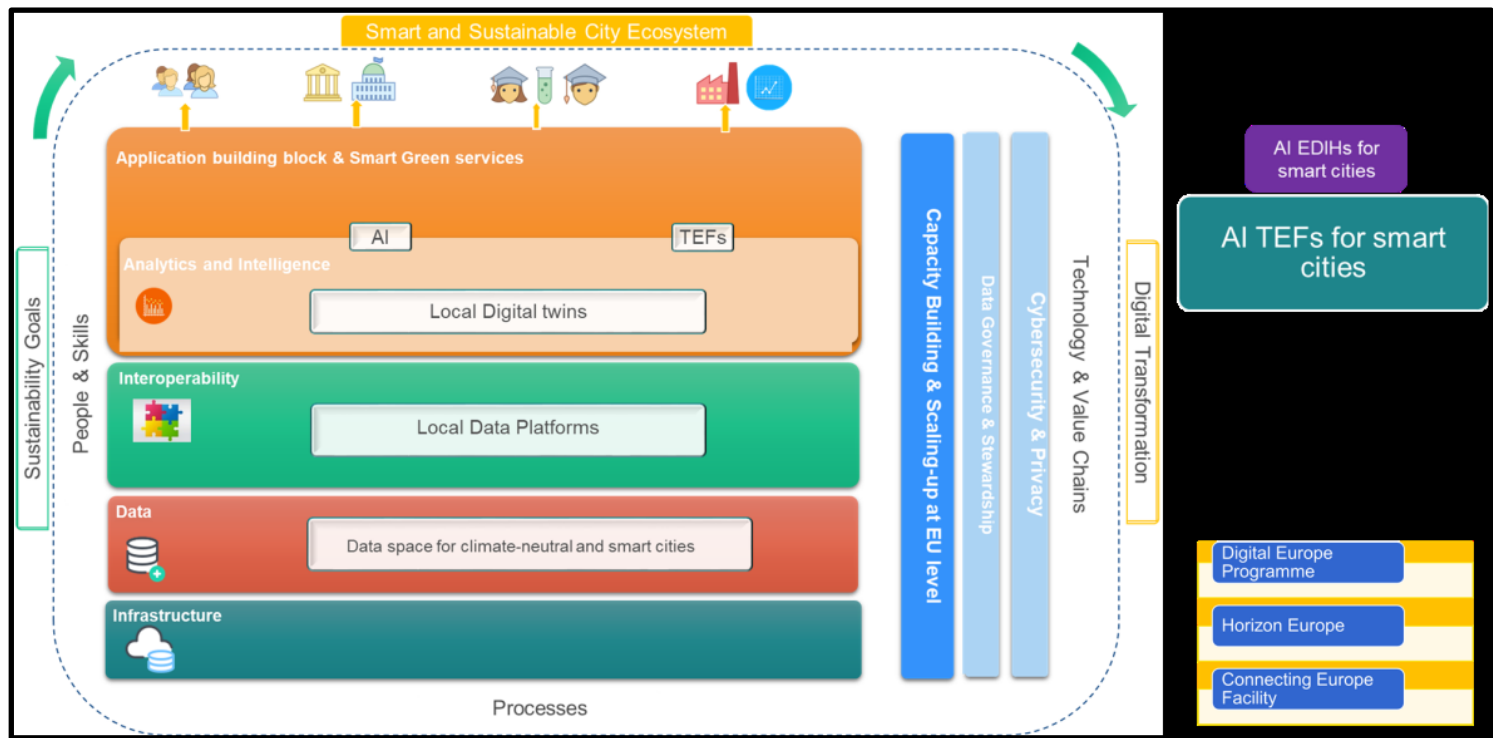 Smart and Sustainable City Ecosystem
Application building block & Smart Green services
AI
TEFs
Analytics and Intelligence
Local Digital twins
Interoperability
Local Data Platforms
Data
Data space for climate-neutral and smart cities
Infrastructure
Processes
Sustainability Goals
People & Skills
Capacity Building & Scaling-up at EU level
Data Governance & Stewardship
Cybersecurity & Privacy
Technology & Value Chains
Digital Transformation
AI EDIHs for
smart cities
AI TEFs for smart
cities
Digital Europe
Programme
Horizon Europe
Connecting Europe
Facility